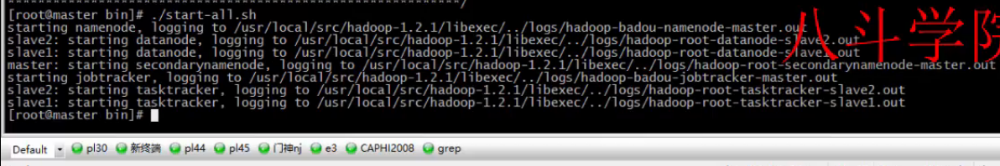 [root@master bin]# ./start-all.sh
starting namenode, logging to /usr/local/src/hadoop-1.2.1/libexec/../logs/hadoop-badou-namenode-master.out
slave2: starting datanode, logging to /usr/local/src/hadoop-1.2.1/libexec/../logs/hadoop-root-datanode-slave2.out
slave1: starting datanode, logging to /usr/local/src/hadoop-1.2.1/libexec/../logs/hadoop-root-datanode-slave1.out
master: starting secondarynamenode, logging to /usr/local/src/hadoop-1.2.1/libexec/../logs/hadoop-root-secondarynamenode-master.out
starting jobtracker, logging to /usr/local/src/hadoop-1.2.1/libexec/../logs/hadoop-badou-jobtracker-master.out
slave2: starting tasktracker, logging to /usr/local/src/hadoop-1.2.1/libexec/../logs/hadoop-root-tasktracker-slave2.out
slave1: starting tasktracker, logging to /usr/local/src/hadoop-1.2.1/libexec/../logs/hadoop-root-tasktracker-slave1.out
[root@master bin]#
八斗学院
Default pl30 新终端 pl44 pl45 门神nj e3 CAPHI2008 grep